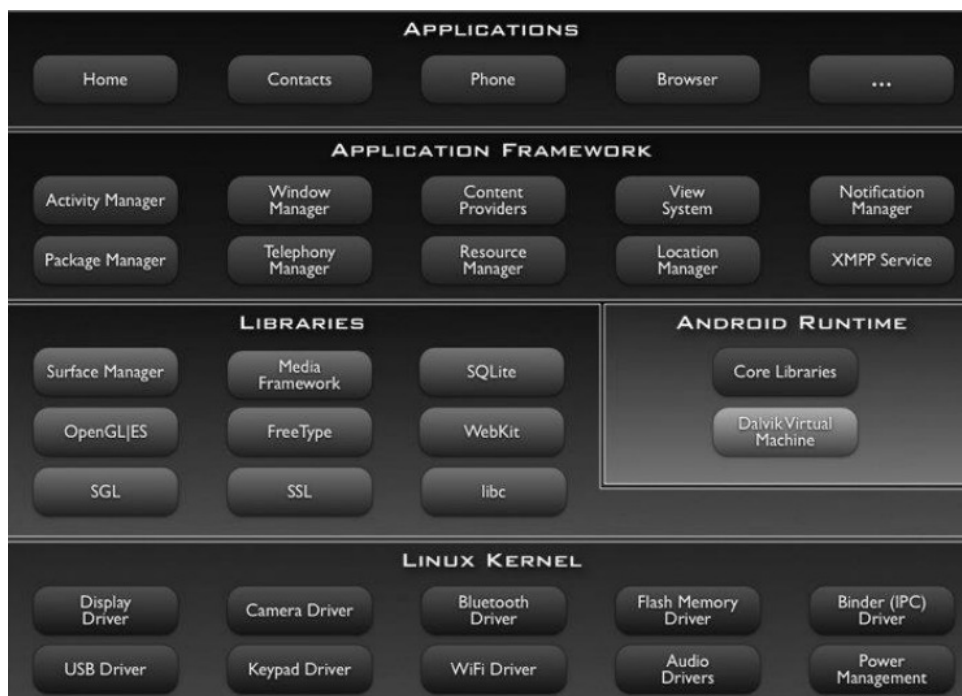 APPLICATIONS
Home
Contacts
Phone
Browser
...
APPLICATION FRAMEWORK
Activity Manager
Window
Manager
Content
Providers
View
System
Notification
Manager
Package Manager
Telephony
Manager
Resource
Manager
Location
Manager
XMPP Service
LIBRARIES
Surface Manager
Media
Framework
SQLite
OpenGL|ES
FreeType
WebKit
SGL
SSL
libc
ANDROID RUNTIME
Core Libraries
Dalvik Virtual
Machine
LINUX KERNEL
Display
Driver
Camera Driver
Bluetooth
Driver
Flash Memory
Driver
Binder (IPC)
Driver
USB Driver
Keypad Driver
WiFi Driver
Audio
Drivers
Power
Management